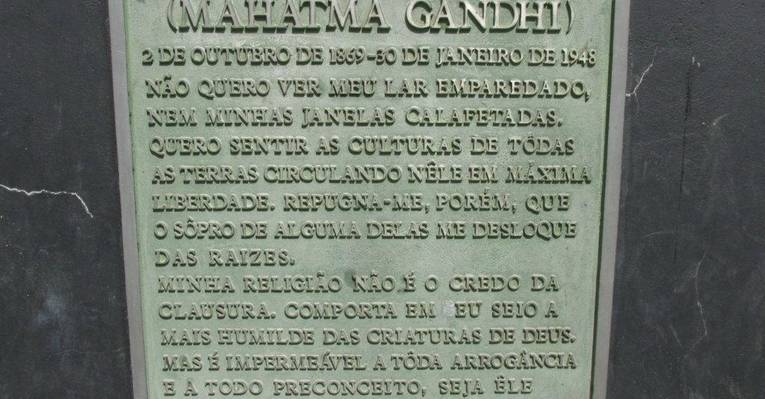 (MAHATMA GANDHI)
2 DE OUTUBRO DE 1869-30 DE JANEIRO DE 1948
NÃO QUERO VER MEU LAR EMPAREDADO,
NEM MINHAS JANELAS CALAFETADAS.
QUERO SENTIR AS CULTURAS DE TÔDAS
AS TERRAS CIRCULANDO NÊLE EM MÁXIMA
LIBERDADE. REPUGNA-ME, PORÉM, QUE
O SÔPRO DE ALGUMA DELAS ME DESLOQUE
DAS RAIZES.
MINHA RELIGIÃO NÃO É O CREDO DA
CLAUSURA. COMPORTA EM EU SEIO A
MAIS HUMILDE DAS CRIATURAS DE DEUS.
MAS É IMPERMEÁVEL A TÔDA ARROGÂNCIA
E A TODO PRECONCEITO, SEJA ÊLE